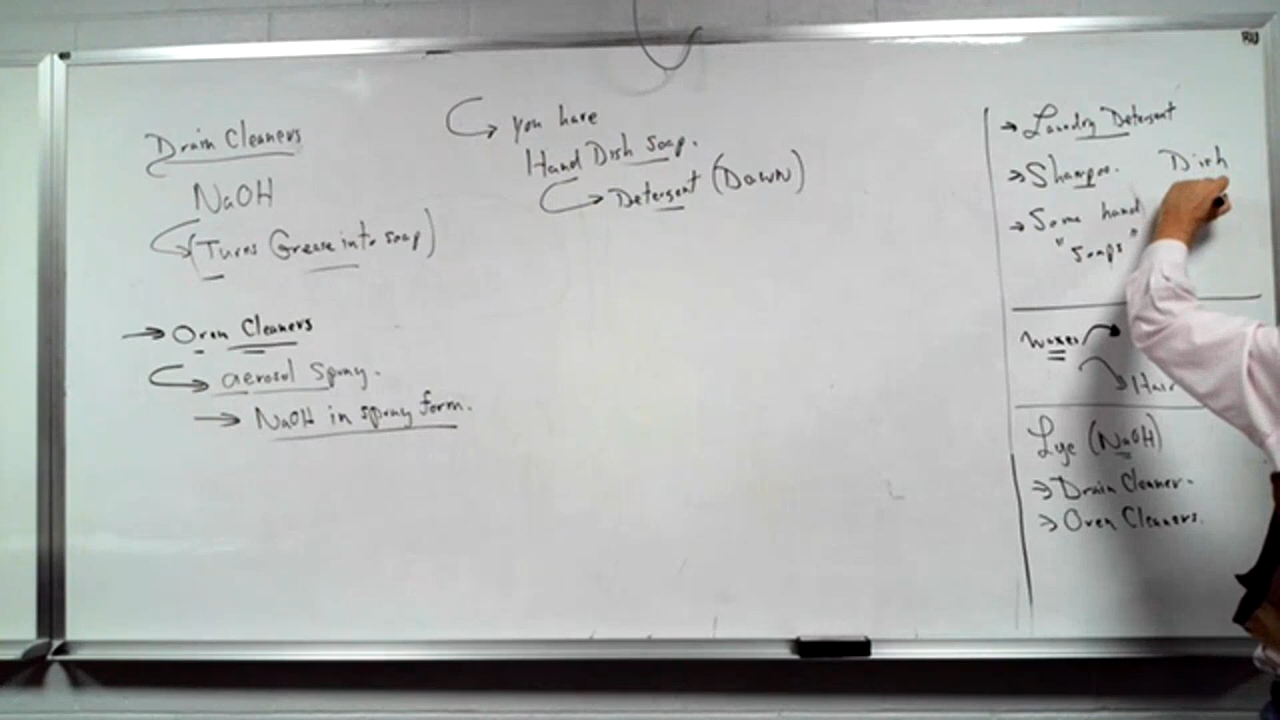 Drain Cleaners
NaOH
(Turns Grease into soap)
→ Oven Cleaners
aerosol Spray.
→ NaOH in spray form.
you have
Hand Dish Soap.
Detergent (DAWN)
→ Laundry Detergent
→ Shampoo.
→ Some hand
"soaps"
Dish
Waxes
Hair
Lye (NaOH)
→ Drain Cleaner.
→ Oven Cleaners.